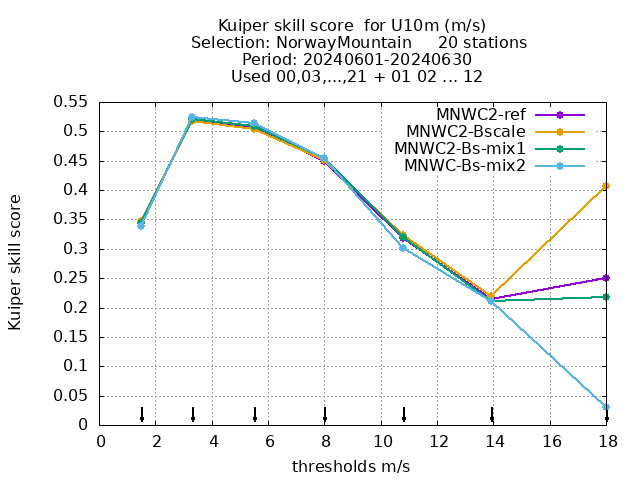 Kuiper skill score  for U10m (m/s)
Selection: NorwayMountain     20 stations
Period: 20240601-20240630
Used 00,03,...,21 + 01 02 ... 12
MNWC2-ref
MNWC2-Bscale
MNWC2-Bs-mix1
MNWC-Bs-mix2
Kuiper skill score
0.55
0.5
0.45
0.4
0.35
0.3
0.25
0.2
0.15
0.1
0.05
0
0 2 4 6 8 10 12 14 16 18
thresholds m/s